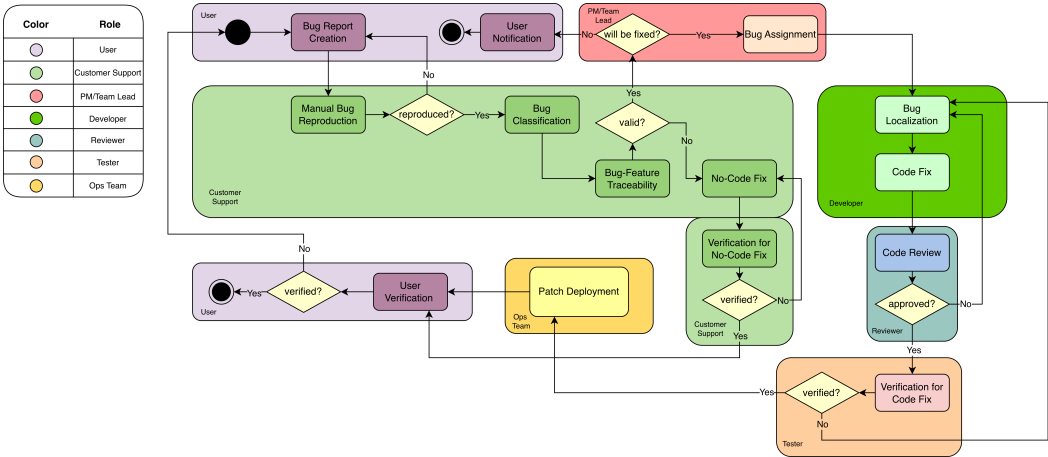 Color Role
User
Customer Support
PM/Team Lead
Developer
Reviewer
Tester
Ops Team
User
Bug Report
Creation
User
Notification
PM/Team
Lead
No
will be fixed?
Yes
Bug Assignment
No
Manual Bug
Reproduction
reproduced?
Yes
Bug
Classification
Yes
valid?
No
Bug-Feature
Traceability
No-Code Fix
Customer
Support
Bug
Localization
Code Fix
Developer
Verification for
No-Code Fix
verified?
No
Customer
Support
Yes
Code Review
approved?
No
Reviewer
Yes
No
User
Verification
verified?
Yes
User
Patch Deployment
Ops
Team
Verification for
Code Fix
verified?
Yes
No
Tester